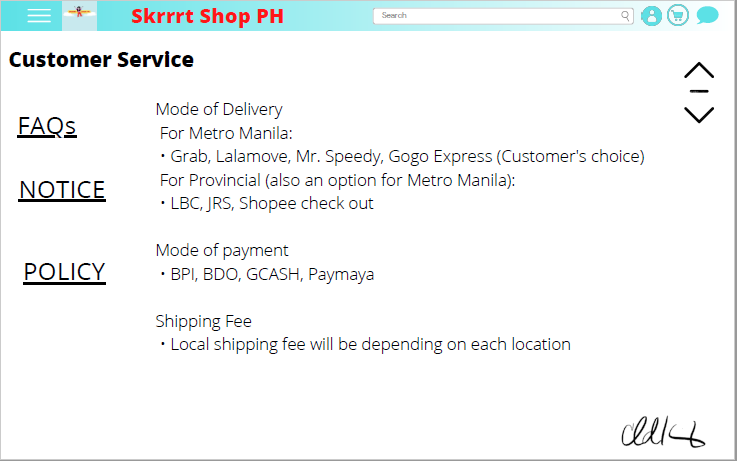 Skrrrt Shop PH
Search
Customer Service
FAQs
NOTICE
POLICY
Mode of Delivery
For Metro Manila:
• Grab, Lalamove, Mr. Speedy, Gogo Express (Customer's choice)
For Provincial (also an option for Metro Manila):
• LBC, JRS, Shopee check out
Mode of payment
• BPI, BDO, GCASH, Paymaya
Shipping Fee
• Local shipping fee will be depending on each location